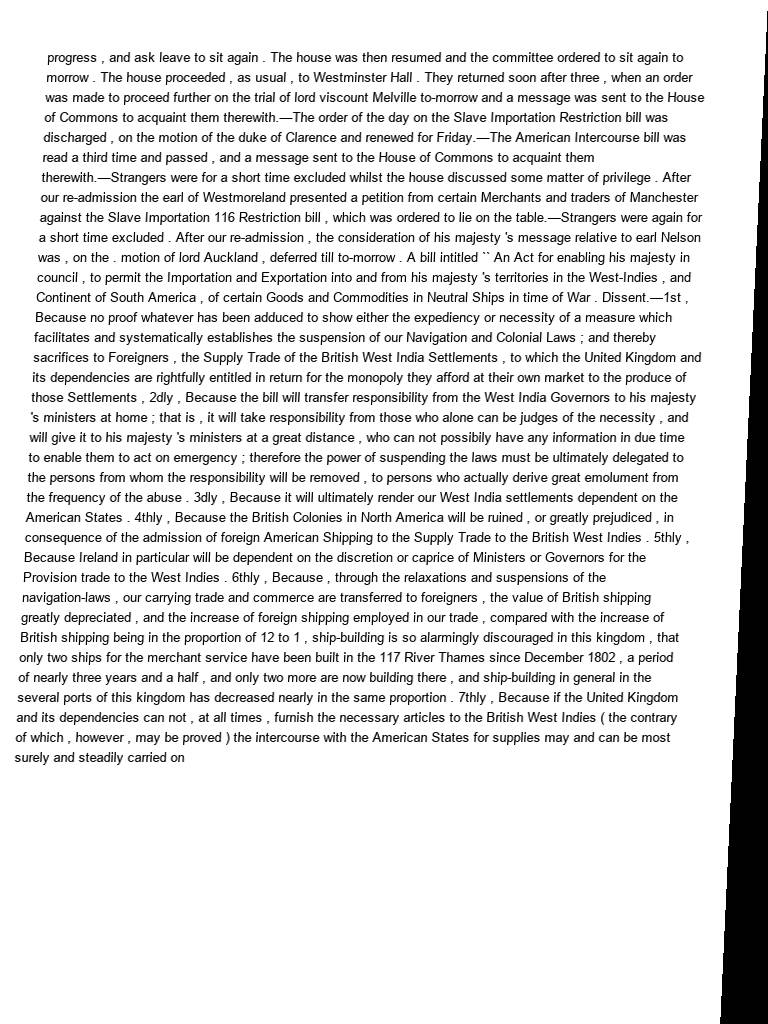 progress , and ask leave to sit again . The house was then resumed and the committee ordered to sit again to
morrow . The house proceeded , as usual , to Westminster Hall . They returned soon after three , when an order
was made to proceed further on the trial of lord viscount Melville to-morrow and a message was sent to the House
of Commons to acquaint them therewith.—The order of the day on the Slave Importation Restriction bill was
discharged , on the motion of the duke of Clarence and renewed for Friday.—The American Intercourse bill was
read a third time and passed , and a message sent to the House of Commons to acquaint them
therewith.—Strangers were for a short time excluded whilst the house discussed some matter of privilege . After
our re-admission the earl of Westmoreland presented a petition from certain Merchants and traders of Manchester
against the Slave Importation 116 Restriction bill , which was ordered to lie on the table.—Strangers were again for
a short time excluded . After our re-admission , the consideration of his majesty 's message relative to earl Nelson
was , on the . motion of lord Auckland , deferred till to-morrow . A bill intitled `` An Act for enabling his majesty in
council , to permit the Importation and Exportation into and from his majesty 's territories in the West-Indies , and
Continent of South America , of certain Goods and Commodities in Neutral Ships in time of War . Dissent.—1st ,
Because no proof whatever has been adduced to show either the expediency or necessity of a measure which
facilitates and systematically establishes the suspension of our Navigation and Colonial Laws ; and thereby
sacrifices to Foreigners , the Supply Trade of the British West India Settlements , to which the United Kingdom and
its dependencies are rightfully entitled in return for the monopoly they afford at their own market to the produce of
those Settlements , 2dly , Because the bill will transfer responsibility from the West India Governors to his majesty
's ministers at home ; that is , it will take responsibility from those who alone can be judges of the necessity , and
will give it to his majesty 's ministers at a great distance , who can not possibily have any information in due time
to enable them to act on emergency ; therefore the power of suspending the laws must be ultimately delegated to
the persons from whom the responsibility will be removed , to persons who actually derive great emolument from
the frequency of the abuse . 3dly , Because it will ultimately render our West India settlements dependent on the
American States . 4thly , Because the British Colonies in North America will be ruined , or greatly prejudiced , in
consequence of the admission of foreign American Shipping to the Supply Trade to the British West Indies . 5thly ,
Because Ireland in particular will be dependent on the discretion or caprice of Ministers or Governors for the
Provision trade to the West Indies . 6thly , Because , through the relaxations and suspensions of the
navigation-laws , our carrying trade and commerce are transferred to foreigners , the value of British shipping
greatly depreciated , and the increase of foreign shipping employed in our trade , compared with the increase of
British shipping being in the proportion of 12 to 1 , ship-building is so alarmingly discouraged in this kingdom , that
only two ships for the merchant service have been built in the 117 River Thames since December 1802 , a period
of nearly three years and a half , and only two more are now building there , and ship-building in general in the
several ports of this kingdom has decreased nearly in the same proportion . 7thly , Because if the United Kingdom
and its dependencies can not , at all times , furnish the necessary articles to the British West Indies ( the contrary
of which , however , may be proved ) the intercourse with the American States for supplies may and can be most
surely and steadily carried on